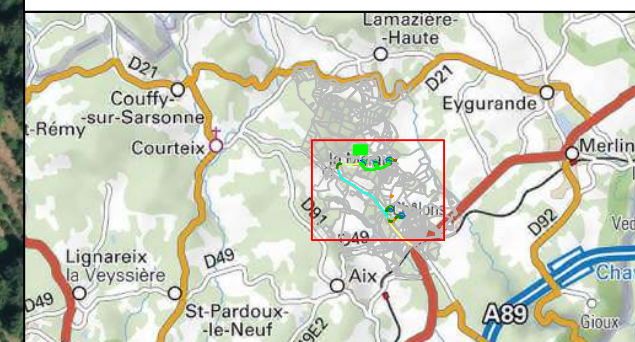 Lamazière-
-Haute
D21
D21
Couffy-
-sur-Sarsonne
Eygurande
t-Rémy
Courteix
Merlin
D91
D92
D49
Lignareix
la Veyssière
D49
Aix
D49
St-Pardoux-
-le-Neuf
A89
Gioux
9E2